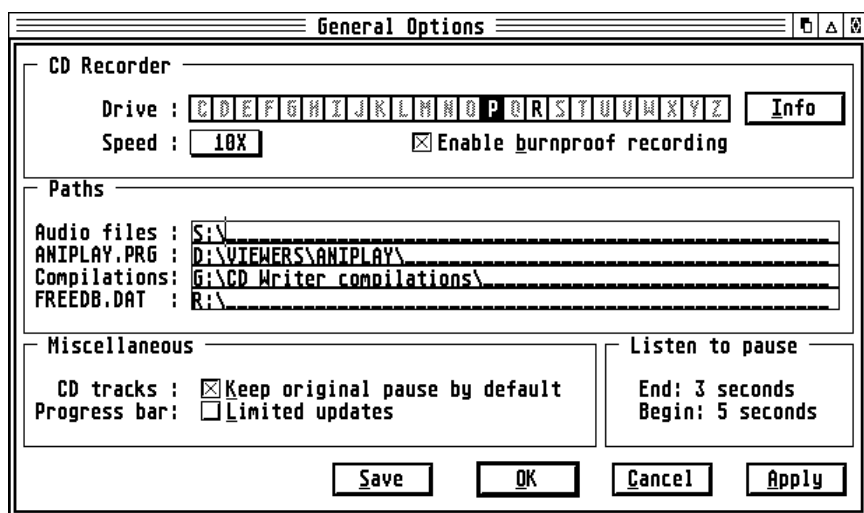 General Options
CD Recorder
Drive : C D E F G H I J K L M N O P Q R S T U V W X Y Z Info
Speed : 10X Enable burnproof recording
Paths
Audio files : S:\
ANIPLAY.PRG : D:\VIEWERS\ANIPLAY\
Compilations: G:\CD Writer compilations\
FREEDB.DAT : R:\
Miscellaneous
CD tracks : Keep original pause by default
Progress bar: Limited updates
Listen to pause
End: 3 seconds
Begin: 5 seconds
Save OK Cancel Apply